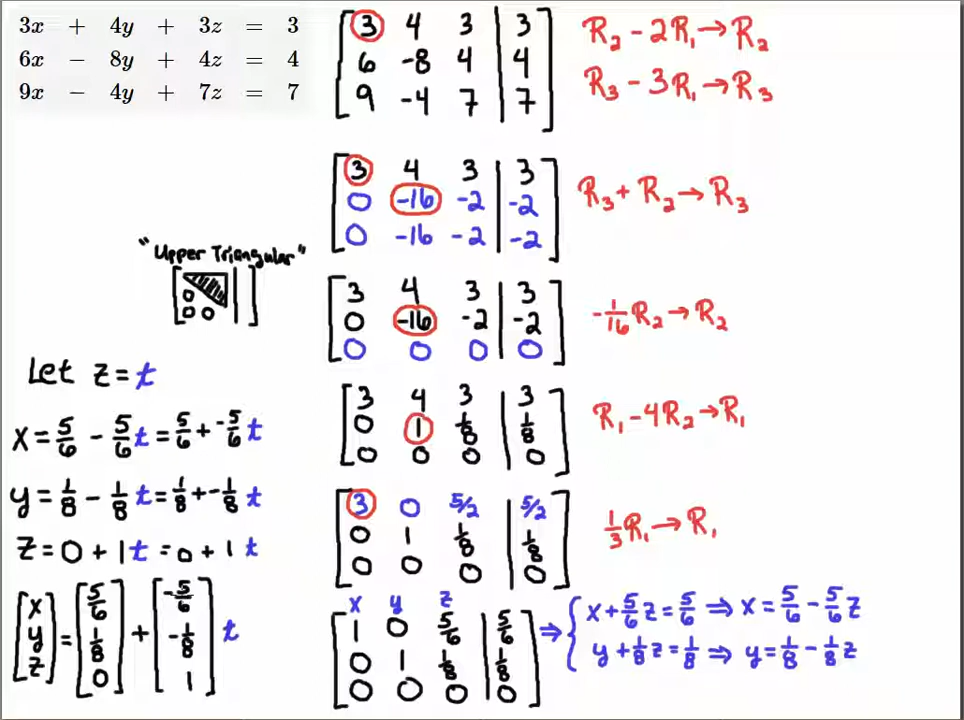 3x + 4y + 3z = 3
6x − 8y + 4z = 4
9x − 4y + 7z = 7
[3 4 3 | 3]
[6 -8 4 | 4]
[9 -4 7 | 7]
R₂ - 2R₁ → R₂
R₃ - 3R₁ → R₃
[3 4 3 | 3]
[0 -16 -2 | -2]
[0 -16 -2 | -2]
R₃ + R₂ → R₃
"Upper Triangular"
0
0 0
[3 4 3 | 3]
[0 -16 -2 | -2]
[0 0 0 | 0]
-1/16 R₂ → R₂
[3 4 3 | 3]
[0 1 1/8 | 1/8]
[0 0 0 | 0]
R₁ - 4R₂ → R₁
[3 0 5/2 | 5/2]
[0 1 1/8 | 1/8]
[0 0 0 | 0]
1/3 R₁ → R₁
x y z
[1 0 5/6 | 5/6]
[0 1 1/8 | 1/8]
[0 0 0 | 0]
⇒ { x + 5/6 z = 5/6 ⇒ x = 5/6 - 5/6 z
y + 1/8 z = 1/8 ⇒ y = 1/8 - 1/8 z
Let z = t
x = 5/6 - 5/6 t = 5/6 + -5/6 t
y = 1/8 - 1/8 t = 1/8 + -1/8 t
z = 0 + 1t = 0 + 1 t
[x] = [5/6] + [-5/6] t
[y] [1/8] [-1/8]
[z] [0] [1]